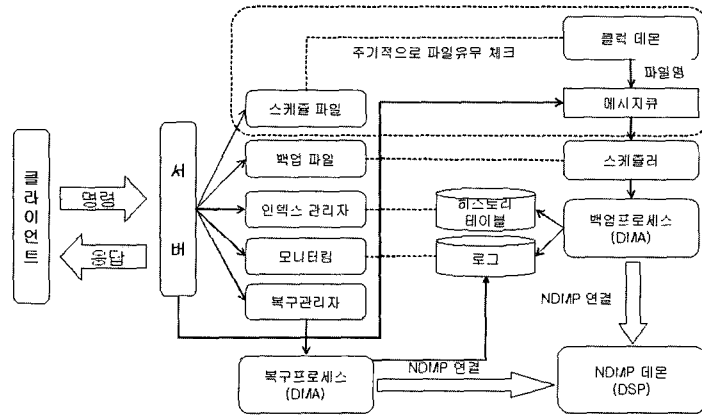 클럭 데몬
주기적으로 파일유무 체크
파일명
스케쥴 파일
메시지큐
백업 파일
스케쥴러
클라이언트
명령
서버
인덱스 관리자
히스토리
테이블
백업프로세스
(DMA)
응답
모니터링
로그
복구관리자
NDMP 연결
NDMP 연결
복구프로세스
(DMA)
NDMP 데몬
(DSP)